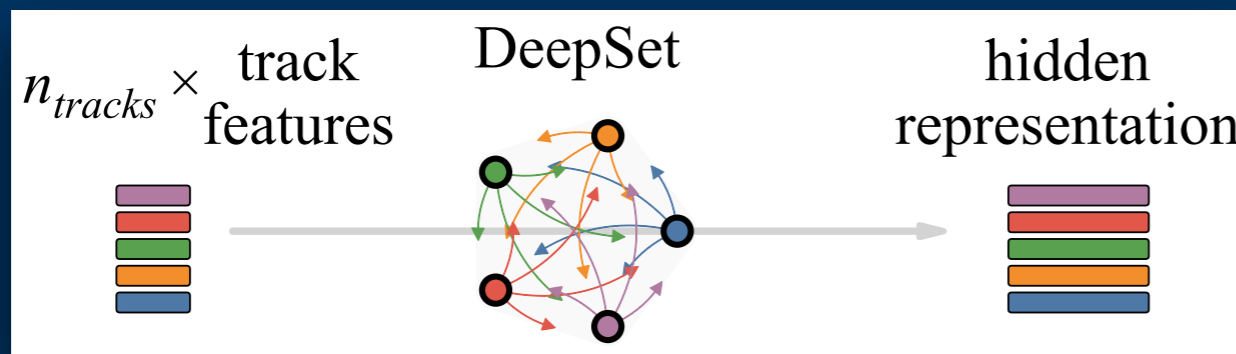 n_tracks × track features
DeepSet
hidden
representation